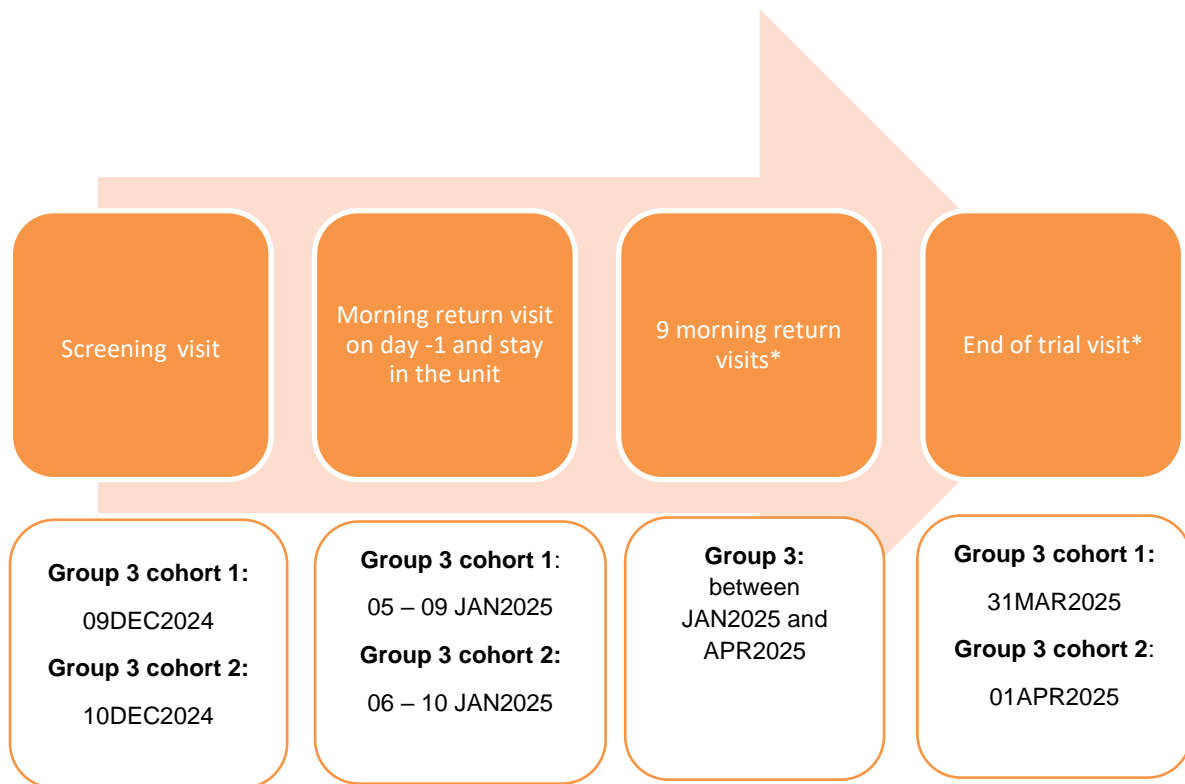 Screening visit
Morning return visit
on day -1 and stay
in the unit
9 morning return
visits*
End of trial visit*
Group 3 cohort 1:
09DEC2024
Group 3 cohort 2:
10DEC2024
Group 3 cohort 1:
05 – 09 JAN2025
Group 3 cohort 2:
06 – 10 JAN2025
Group 3:
between
JAN2025 and
APR2025
Group 3 cohort 1:
31MAR2025
Group 3 cohort 2:
01APR2025